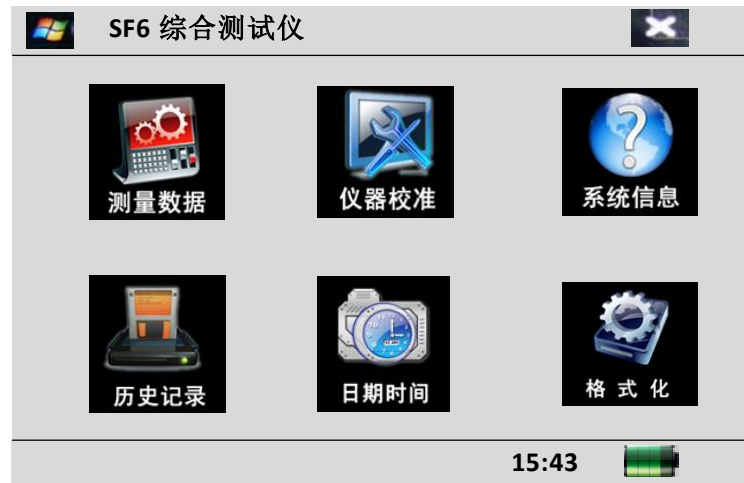 SF6 综合测试仪
测量数据
仪器校准
系统信息
历史记录
日期时间
格 式 化
15:43